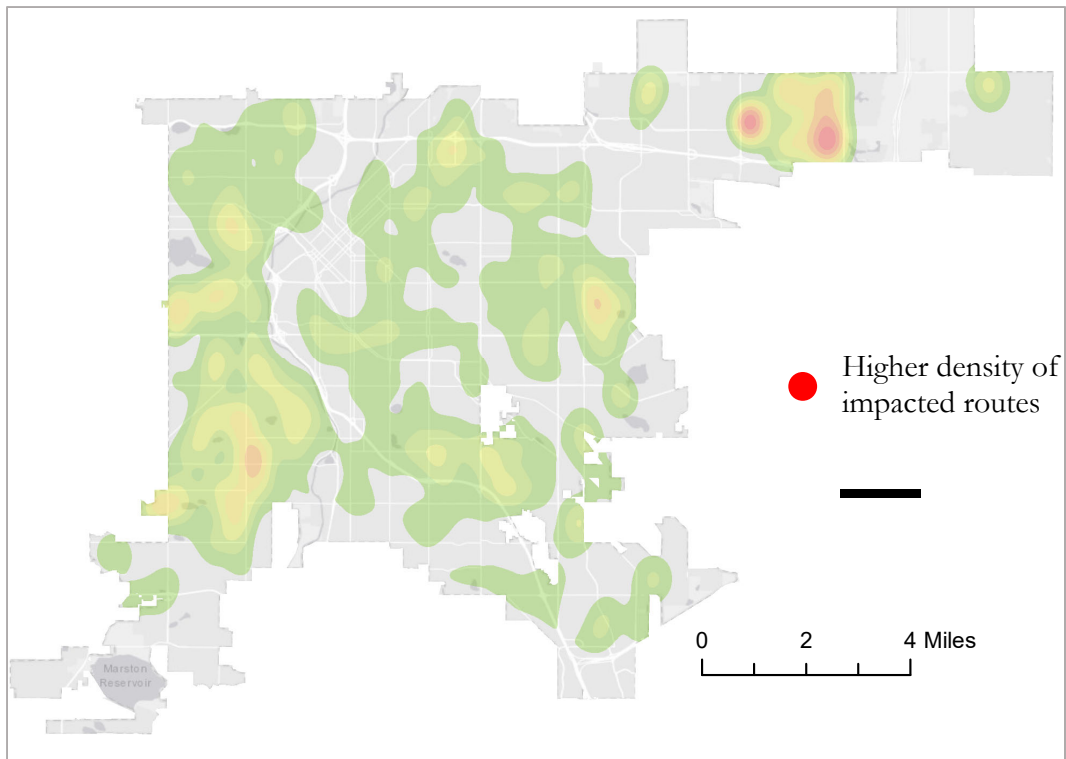 Higher density of
impacted routes
0 2 4 Miles
Marston
Reservoir